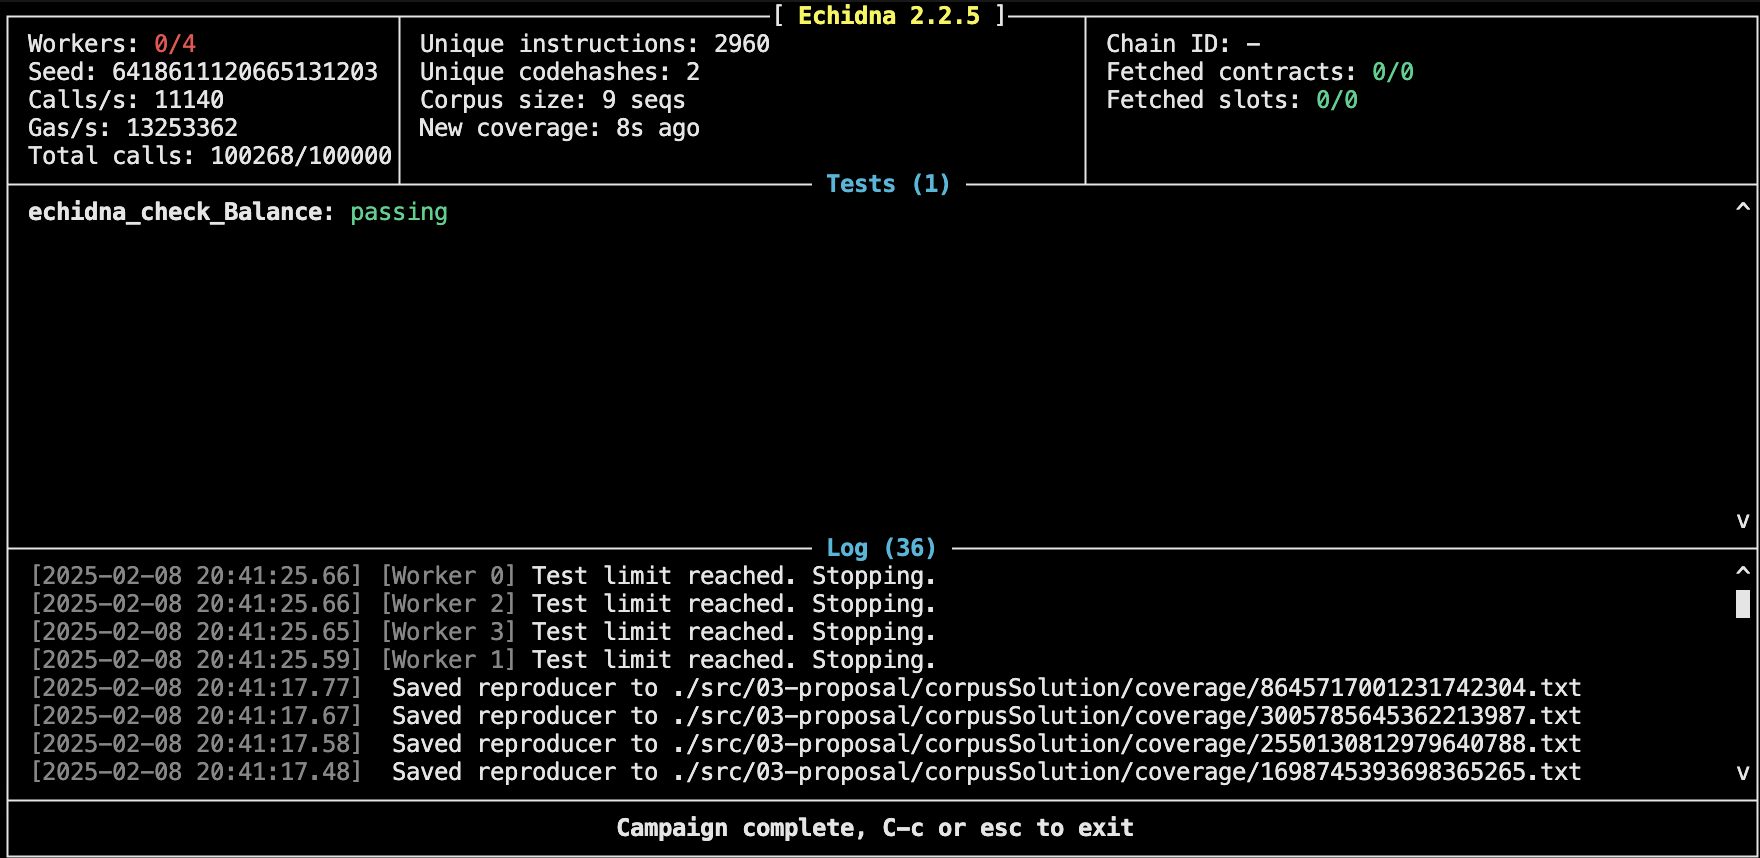 [ Echidna 2.2.5 ]
Workers: 0/4
Seed: 6418611120665131203
Calls/s: 11140
Gas/s: 13253362
Total calls: 100268/100000
Unique instructions: 2960
Unique codehashes: 2
Corpus size: 9 seqs
New coverage: 8s ago
Chain ID: -
Fetched contracts: 0/0
Fetched slots: 0/0
Tests (1)
echidna_check_Balance: passing
Log (36)
[2025-02-08 20:41:25.66] [Worker 0] Test limit reached. Stopping.
[2025-02-08 20:41:25.66] [Worker 2] Test limit reached. Stopping.
[2025-02-08 20:41:25.65] [Worker 3] Test limit reached. Stopping.
[2025-02-08 20:41:25.59] [Worker 1] Test limit reached. Stopping.
[2025-02-08 20:41:17.77]  Saved reproducer to ./src/03-proposal/corpusSolution/coverage/8645717001231742304.txt
[2025-02-08 20:41:17.67]  Saved reproducer to ./src/03-proposal/corpusSolution/coverage/3005785645362213987.txt
[2025-02-08 20:41:17.58]  Saved reproducer to ./src/03-proposal/corpusSolution/coverage/2550130812979640788.txt
[2025-02-08 20:41:17.48]  Saved reproducer to ./src/03-proposal/corpusSolution/coverage/1698745393698365265.txt
Campaign complete, C-c or esc to exit